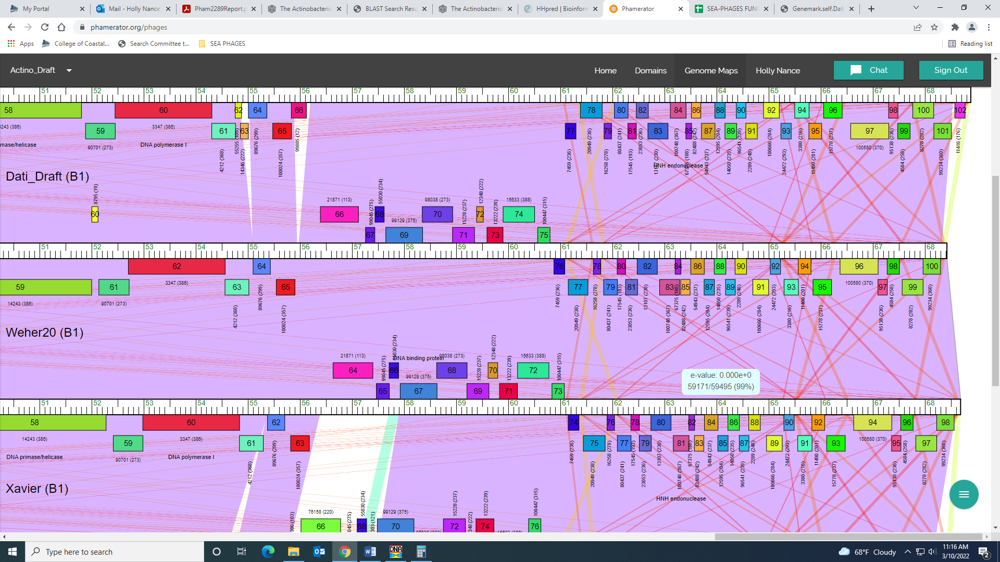 My Portal
Mail - Holly Nance
Pham2289Report.p
The Actinobacterio
BLAST Search Resu
The Actinobacterio
HHpred | Bioinform
Phamerator
SEA-PHAGES FUNC
Genemark.self.Dati
phamerator.org/phages
Apps
College of Coastal...
Search Committee t...
SEA PHAGES
Reading list
Actino_Draft
Home
Domains
Genome Maps
Holly Nance
Chat
Sign Out
51 52 53 54 55 56 57 58 59 60 61 62 63 64 65 66 67 68
58 60 62 64 66 78 80 82 84 86 88 90 92 94 96 98 100 102
59 61 63 65 77 79 81 83 85 87 89 91 93 95 97 99 101
90701 (273)
3347 (386)
DNA polymerase I
4212 (368)
14346 (222)
89676 (299)
100024 (357)
99885 (12)
7459 (236)
20949 (238)
16258 (278)
80437 (241)
17545 (193)
23053 (236)
100748 (367)
82488 (242)
54943 (237)
12595 (204)
14050 (235)
96541 (239)
2289 (248)
100666 (284)
24472 (293)
3380 (216)
11490 (201)
15778 (237)
100580 (370)
95138 (236)
4584 (258)
8278 (282)
99234 (360)
11416 (176)
HNH endonuclease
Dati_Draft (B1)
8795 (19)
60
21871 (113)
99045 (275)
55030 (234)
99129 (375)
98038 (273)
15228 (237)
12348 (222)
13222 (239)
15633 (388)
100447 (315)
66 68 70 72 74
67 69 71 73 75
51 52 53 54 55 56 57 58 59 60 61 62 63 64 65 66 67 68
62 64 76 78 80 82 84 86 88 90 92 94 96 98 100
59 61 63 65 77 79 81 83 85 87 89 91 93 95 97 99
14243 (386)
90701 (273)
3347 (386)
4212 (368)
89676 (299)
100024 (357)
7459 (236)
20949 (238)
16258 (278)
80437 (241)
17545 (193)
23053 (236)
13107 (230)
100748 (367)
67375 (188)
82488 (242)
54943 (237)
12595 (204)
14050 (235)
96541 (239)
2289 (248)
100666 (284)
24472 (293)
3380 (216)
11490 (201)
15778 (237)
100580 (370)
95138 (236)
4584 (258)
8278 (282)
99234 (360)
Weher20 (B1)
21871 (113)
99045 (275)
55030 (234)
DNA binding protein
99129 (375)
98038 (273)
15228 (237)
12348 (222)
13222 (239)
15633 (388)
100447 (315)
64 66 68 70 72
65 67 69 71 73
e-value: 0.000e+0
59171/59495 (99%)
51 52 53 54 55 56 57 58 59 60 61 62 63 64 65 66 67 68
58 60 62 74 76 78 80 82 84 86 88 90 92 94 96 98
59 61 63 75 77 79 81 83 85 87 89 91 93 95 97
14243 (386)
DNA primase/helicase
90701 (273)
3347 (386)
DNA polymerase I
4212 (368)
89676 (299)
100024 (357)
7459 (236)
20949 (238)
16258 (278)
80437 (241)
17545 (193)
23053 (236)
13107 (230)
100748 (367)
67375 (188)
82488 (242)
54943 (237)
12595 (204)
14050 (235)
96541 (239)
2289 (248)
100666 (284)
24472 (293)
3380 (216)
11490 (201)
15778 (237)
100580 (370)
95138 (236)
4584 (258)
8278 (282)
99234 (360)
HNH endonuclease
Xavier (B1)
76158 (220)
55030 (234)
99129 (375)
15228 (237)
13222 (239)
100447 (315)
66 68 70 72 74 76
Type here to search
68°F Cloudy
11:16 AM
3/10/2022
2